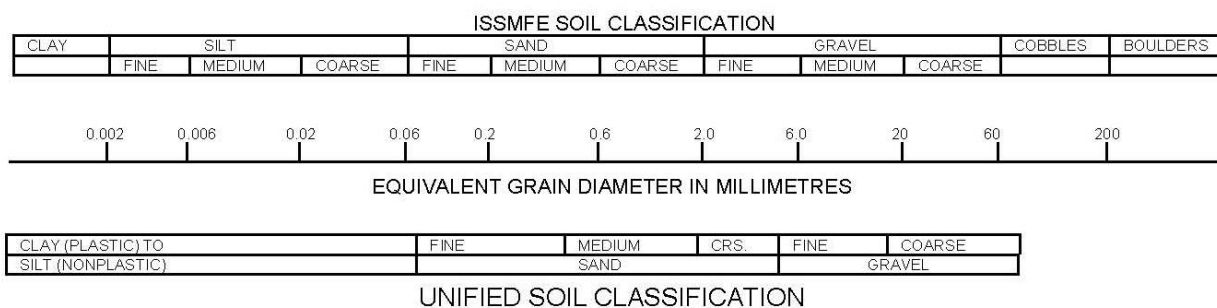 ISSMFE SOIL CLASSIFICATION
CLAY SILT SAND GRAVEL COBBLES BOULDERS
FINE MEDIUM COARSE FINE MEDIUM COARSE FINE MEDIUM COARSE
0.002 0.006 0.02 0.06 0.2 0.6 2.0 6.0 20 60 200
EQUIVALENT GRAIN DIAMETER IN MILLIMETRES
CLAY (PLASTIC) TO FINE MEDIUM CRS. FINE COARSE
SILT (NONPLASTIC) SAND GRAVEL
UNIFIED SOIL CLASSIFICATION